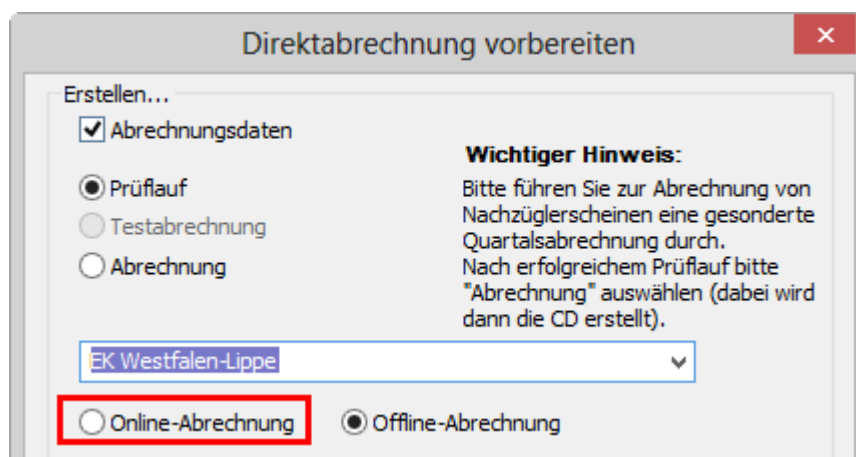 Direktabrechnung vorbereiten
Erstellen...
Abrechnungsdaten
Prüflauf
Testabrechnung
Abrechnung
Wichtiger Hinweis:
Bitte führen Sie zur Abrechnung von
Nachzüglerscheinen eine gesonderte
Quartalsabrechnung durch.
Nach erfolgreichem Prüflauf bitte
"Abrechnung" auswählen (dabei wird
dann die CD erstellt).
EK Westfalen-Lippe
Online-Abrechnung Offline-Abrechnung